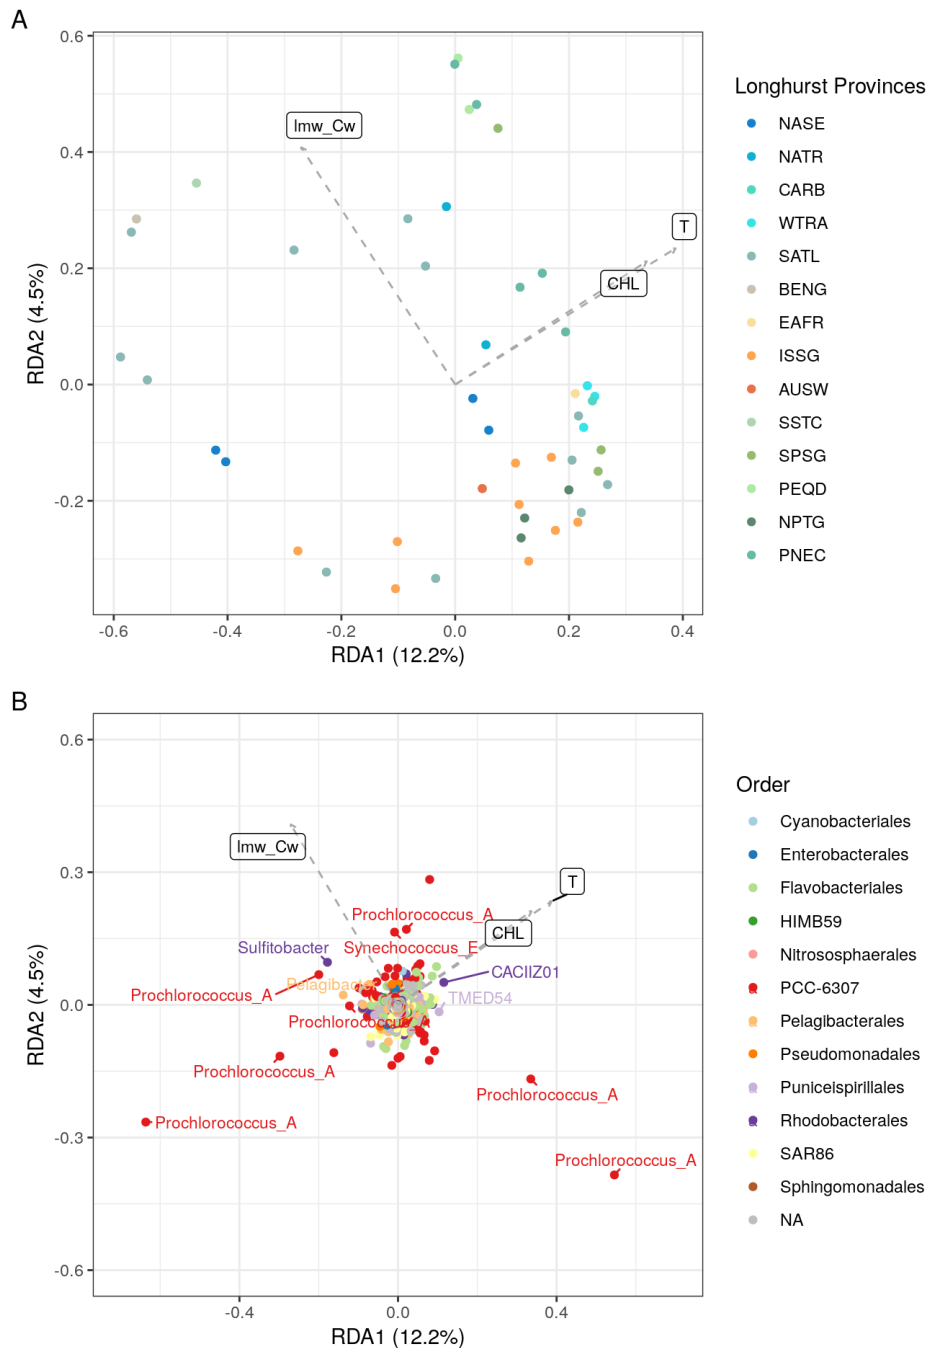 A
0.6
0.4
0.2
0.0
-0.2
RDA2 (4.5%)
lmw_Cw
T
CHL
-0.6 -0.4 -0.2 0.0 0.2 0.4
RDA1 (12.2%)
Longhurst Provinces
NASE
NATR
CARB
WTRA
SATL
BENG
EAFR
ISSG
AUSW
SSTC
SPSG
PEQD
NPTG
PNEC
B
0.6
0.3
0.0
-0.3
-0.6
RDA2 (4.5%)
lmw_Cw
T
Prochlorococcus_A
CHL
Sulfitobacter
Synechococcus_E
CACIIZ01
Pelagibacter
Prochlorococcus_A
TMED54
Prochlorococcus_A
Prochlorococcus_A
Prochlorococcus_A
Prochlorococcus_A
Prochlorococcus_A
-0.4 0.0 0.4
RDA1 (12.2%)
Order
Cyanobacteriales
Enterobacterales
Flavobacteriales
HIMB59
Nitrososphaerales
PCC-6307
Pelagibacterales
Pseudomonadales
Puniceispirillales
Rhodobacterales
SAR86
Sphingomonadales
NA